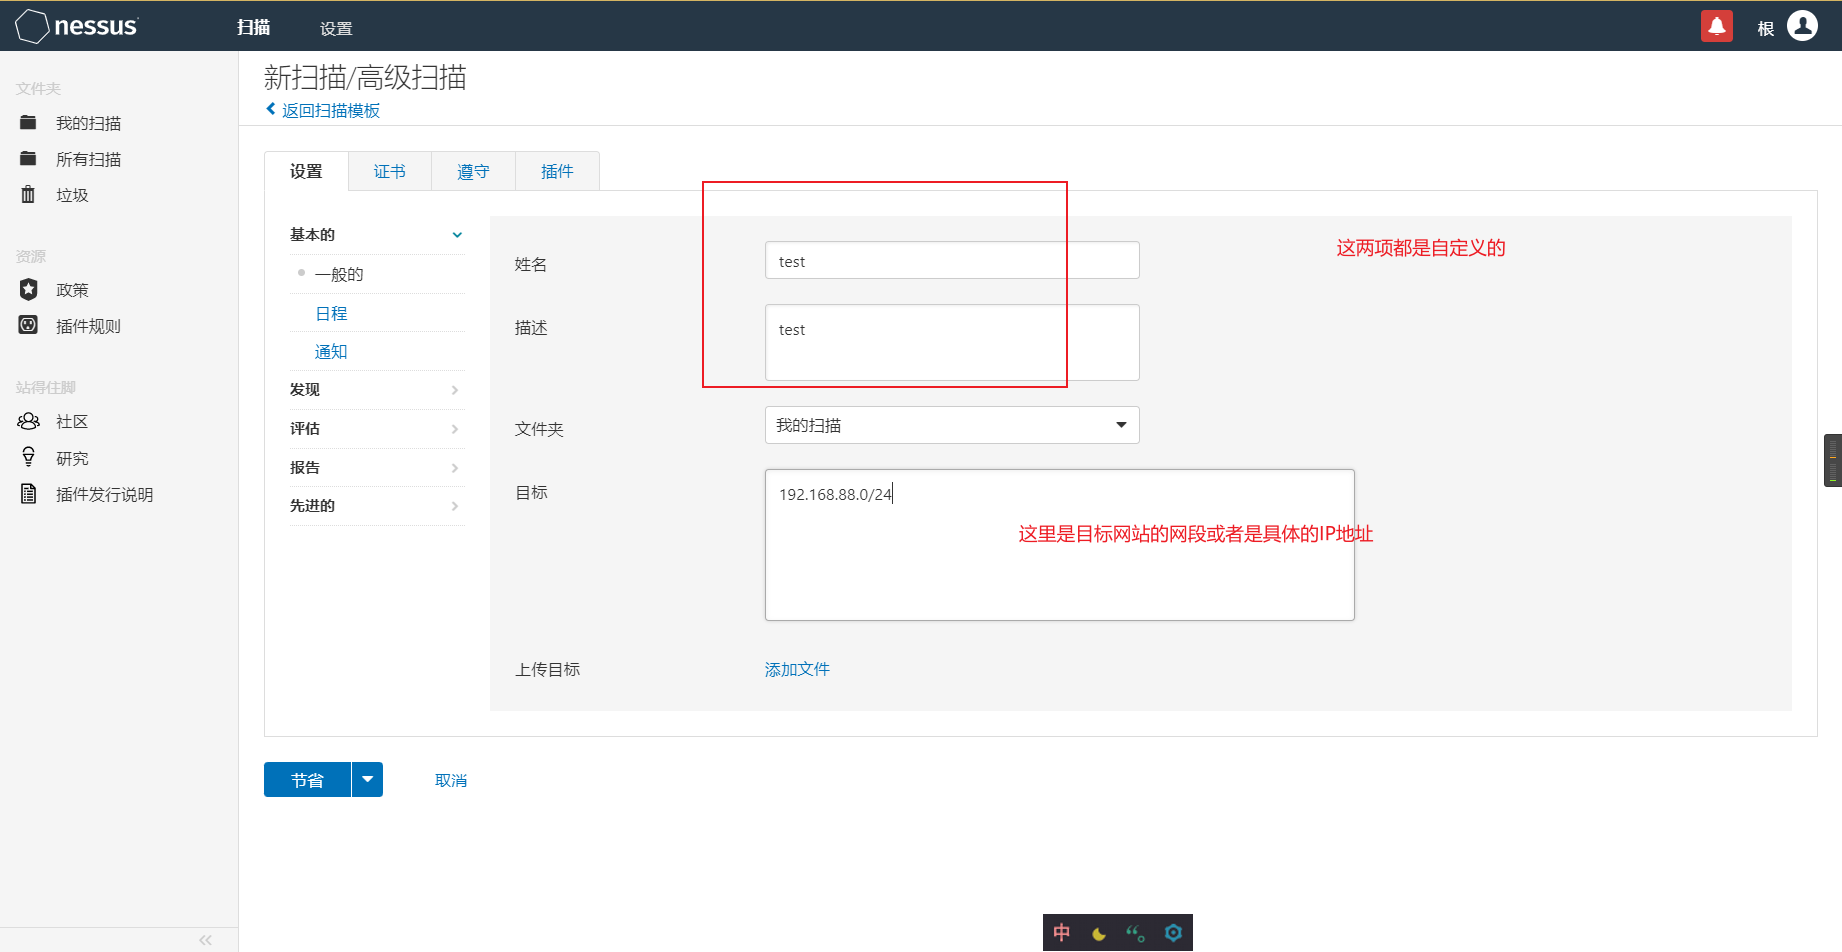 nessus
扫描
设置
根
文件夹
我的扫描
所有扫描
垃圾
资源
政策
插件规则
站得住脚
社区
研究
插件发行说明
新扫描/高级扫描
返回扫描模板
设置
证书
遵守
插件
基本的
一般的
日程
通知
发现
评估
报告
先进的
姓名
test
这两项都是自定义的
描述
test
文件夹
我的扫描
目标
192.168.88.0/24
这里是目标网站的网段或者是具体的IP地址
上传目标
添加文件
节省
取消
中